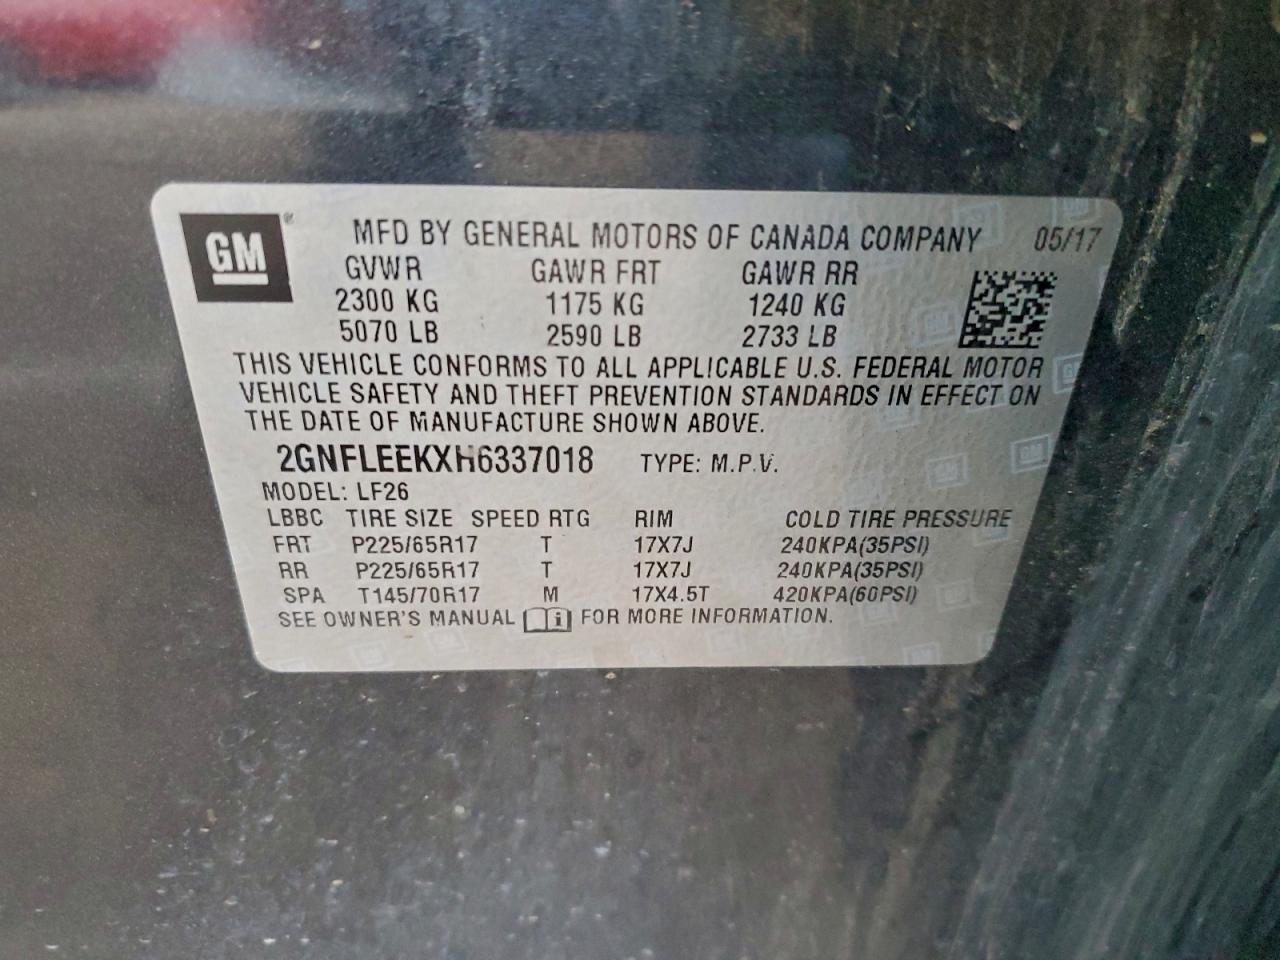 GM ® MFD BY GENERAL MOTORS OF CANADA COMPANY 05/17
GVWR GAWR FRT GAWR RR
2300 KG 1175 KG 1240 KG
5070 LB 2590 LB 2733 LB
THIS VEHICLE CONFORMS TO ALL APPLICABLE U.S. FEDERAL MOTOR
VEHICLE SAFETY AND THEFT PREVENTION STANDARDS IN EFFECT ON
THE DATE OF MANUFACTURE SHOWN ABOVE.
2GNFLEEKXH6337018 TYPE: M.P.V.
MODEL: LF26
LBBC TIRE SIZE SPEED RTG RIM COLD TIRE PRESSURE
FRT P225/65R17 T 17X7J 240KPA(35PSI)
RR P225/65R17 T 17X7J 240KPA(35PSI)
SPA T145/70R17 M 17X4.5T 420KPA(60PSI)
SEE OWNER'S MANUAL i FOR MORE INFORMATION.